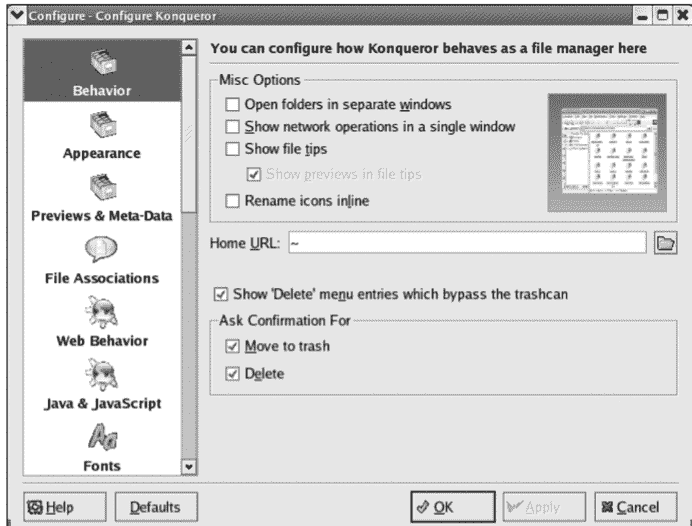 Configure - Configure Konqueror
Behavior
Appearance
Previews & Meta-Data
File Associations
Web Behavior
Java & JavaScript
Fonts
You can configure how Konqueror behaves as a file manager here
Misc Options
Open folders in separate windows
Show network operations in a single window
Show file tips
Show previews in file tips
Rename icons inline
Home URL: ~
Show 'Delete' menu entries which bypass the trashcan
Ask Confirmation For
Move to trash
Delete
Help
Defaults
OK
Apply
Cancel